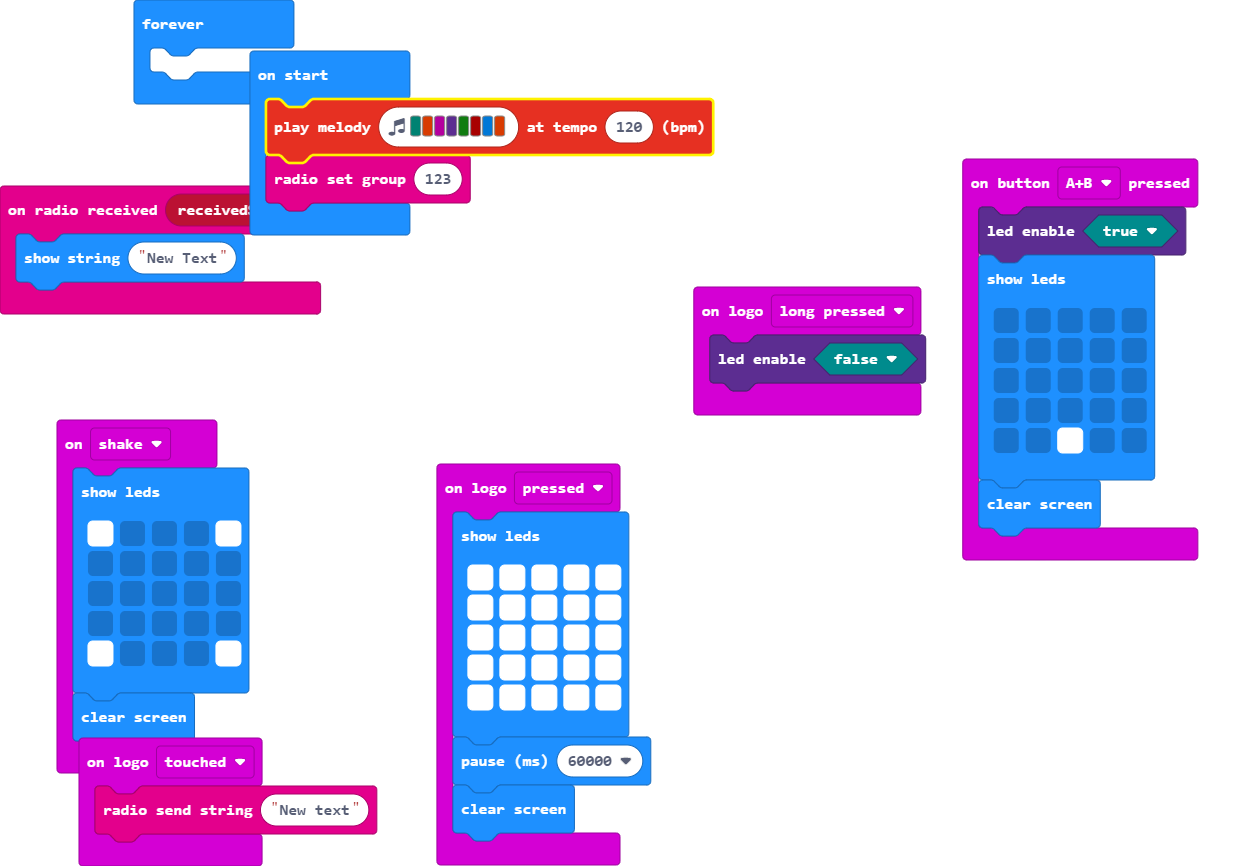 forever
on start
play melody at tempo 120 (bpm)
radio set group 123
on radio received
show string "New Text"
on button A+B pressed
led enable true
show leds
clear screen
on logo long pressed
led enable false
on shake
show leds
clear screen
on logo touched
radio send string "New text"
on logo pressed
show leds
pause (ms) 60000
clear screen